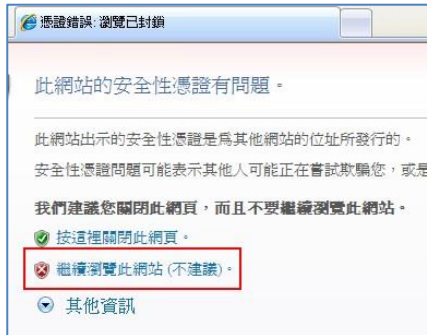 憑證錯誤: 瀏覽已封鎖
此網站的安全性憑證有問題。
此網站出示的安全性憑證是為其他網站的位址所發行的。
安全性憑證問題可能表示其他人可能正在嘗試欺騙您，或是
我們建議您關閉此網頁，而且不要繼續瀏覽此網站。
按這裡關閉此網頁。
繼續瀏覽此網站 (不建議)。
其他資訊